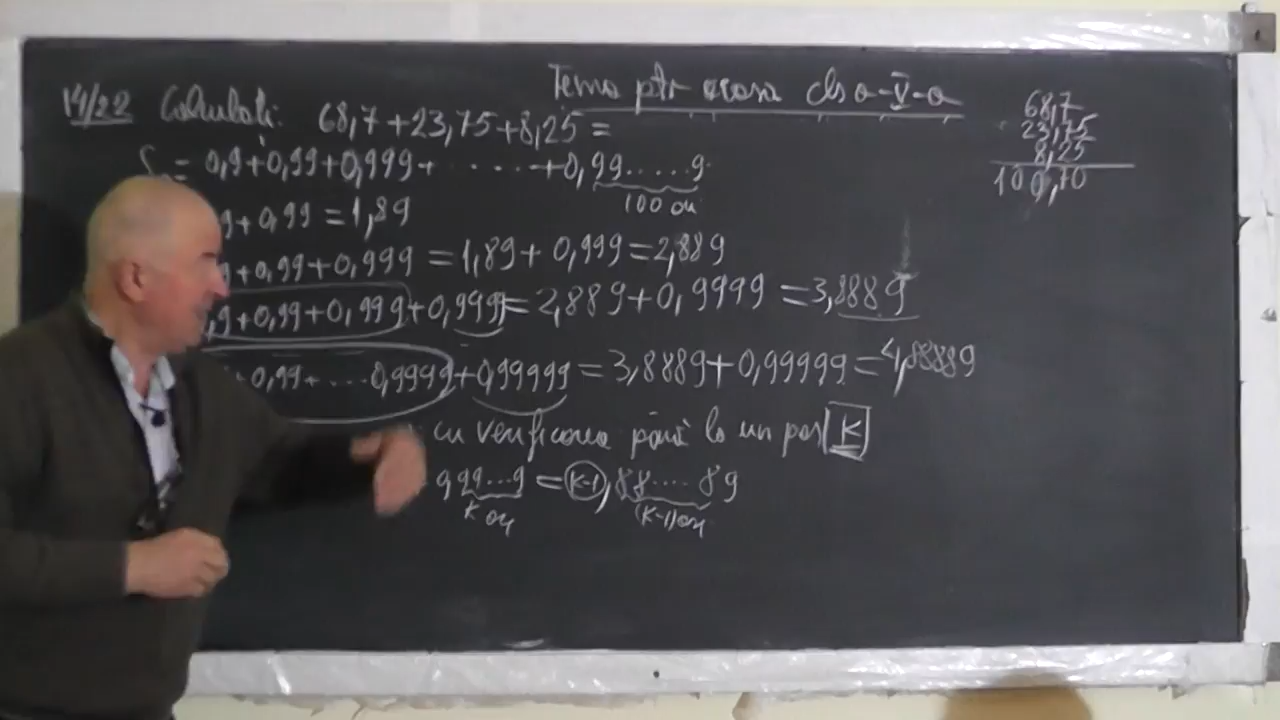 Tema ptr acasa cls a-V-a
14/22 Calculati: 68,7+23,75+8,25=
S = 0,9+0,99+0,999+.....+0,99.....9
100 ori
9+0,99=1,89
9+0,99+0,999=1,89+0,999=2,889
,9+0,99+0,999+0,9999=2,889+0,9999=3,8889
+0,99+...0,9999+0,99999=3,8889+0,99999=4,88889
cu verificarea până la un pas K
999...9=K-1,88....89
K ori (K-1)ori
68,7
23,75
8,25
100,70